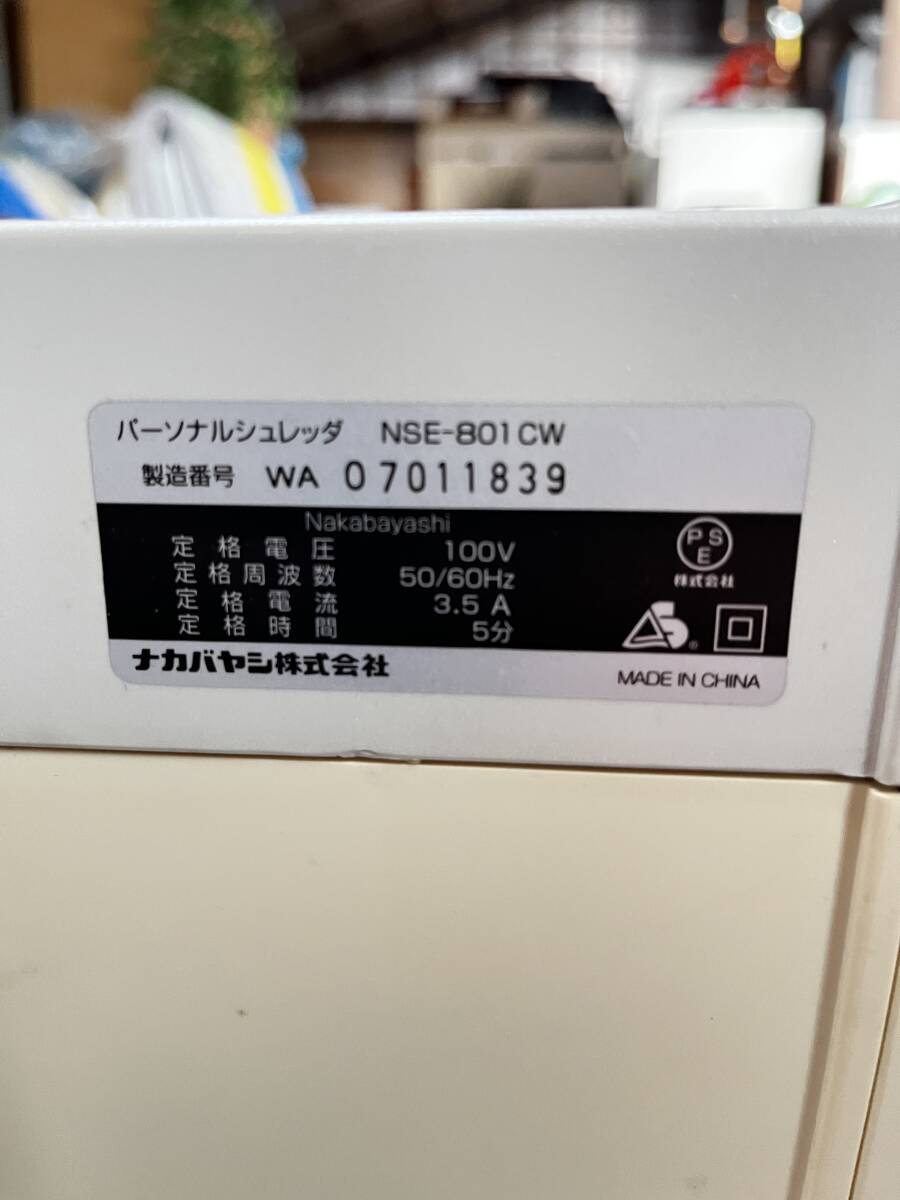 パーソナルシュレッダ NSE-801CW
製造番号 WA 07011839
Nakabayashi
定格電圧 100V
定格周波数 50/60Hz
定格電流 3.5 A
定格時間 5分
PSE
株式会社
AS®
ナカバヤシ株式会社
MADE IN CHINA